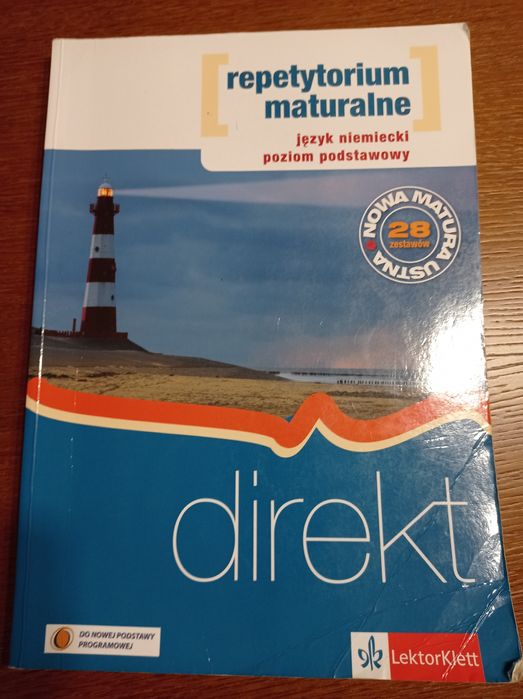 repetytorium
maturalne
język niemiecki
poziom podstawowy
NOWA MATURA USTNA
28
zestawów
direkt
DO NOWEJ PODSTAWY
PROGRAMOWEJ
LektorKlett